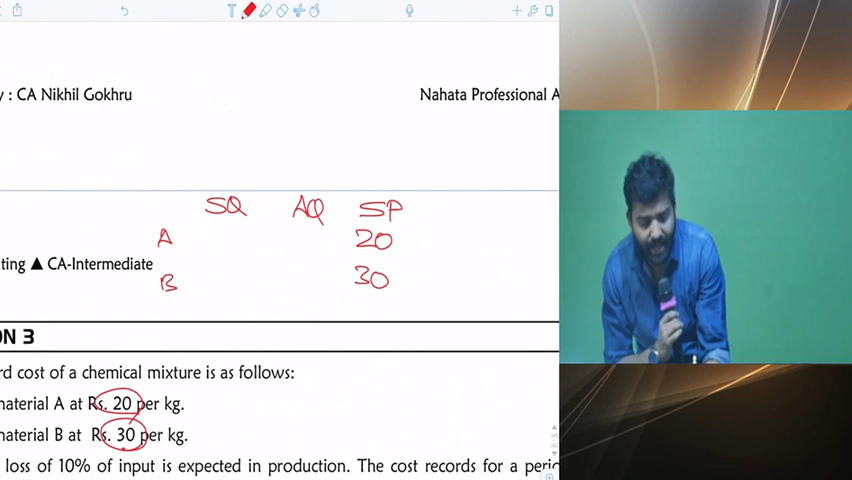 y : CA Nikhil Gokhru
Nahata Professional A
SQ AQ SP
A 20
ting ▲ CA-Intermediate
B 30
ON 3
rd cost of a chemical mixture is as follows:
material A at Rs. 20 per kg.
material B at Rs. 30 per kg.
loss of 10% of input is expected in production. The cost records for a perio